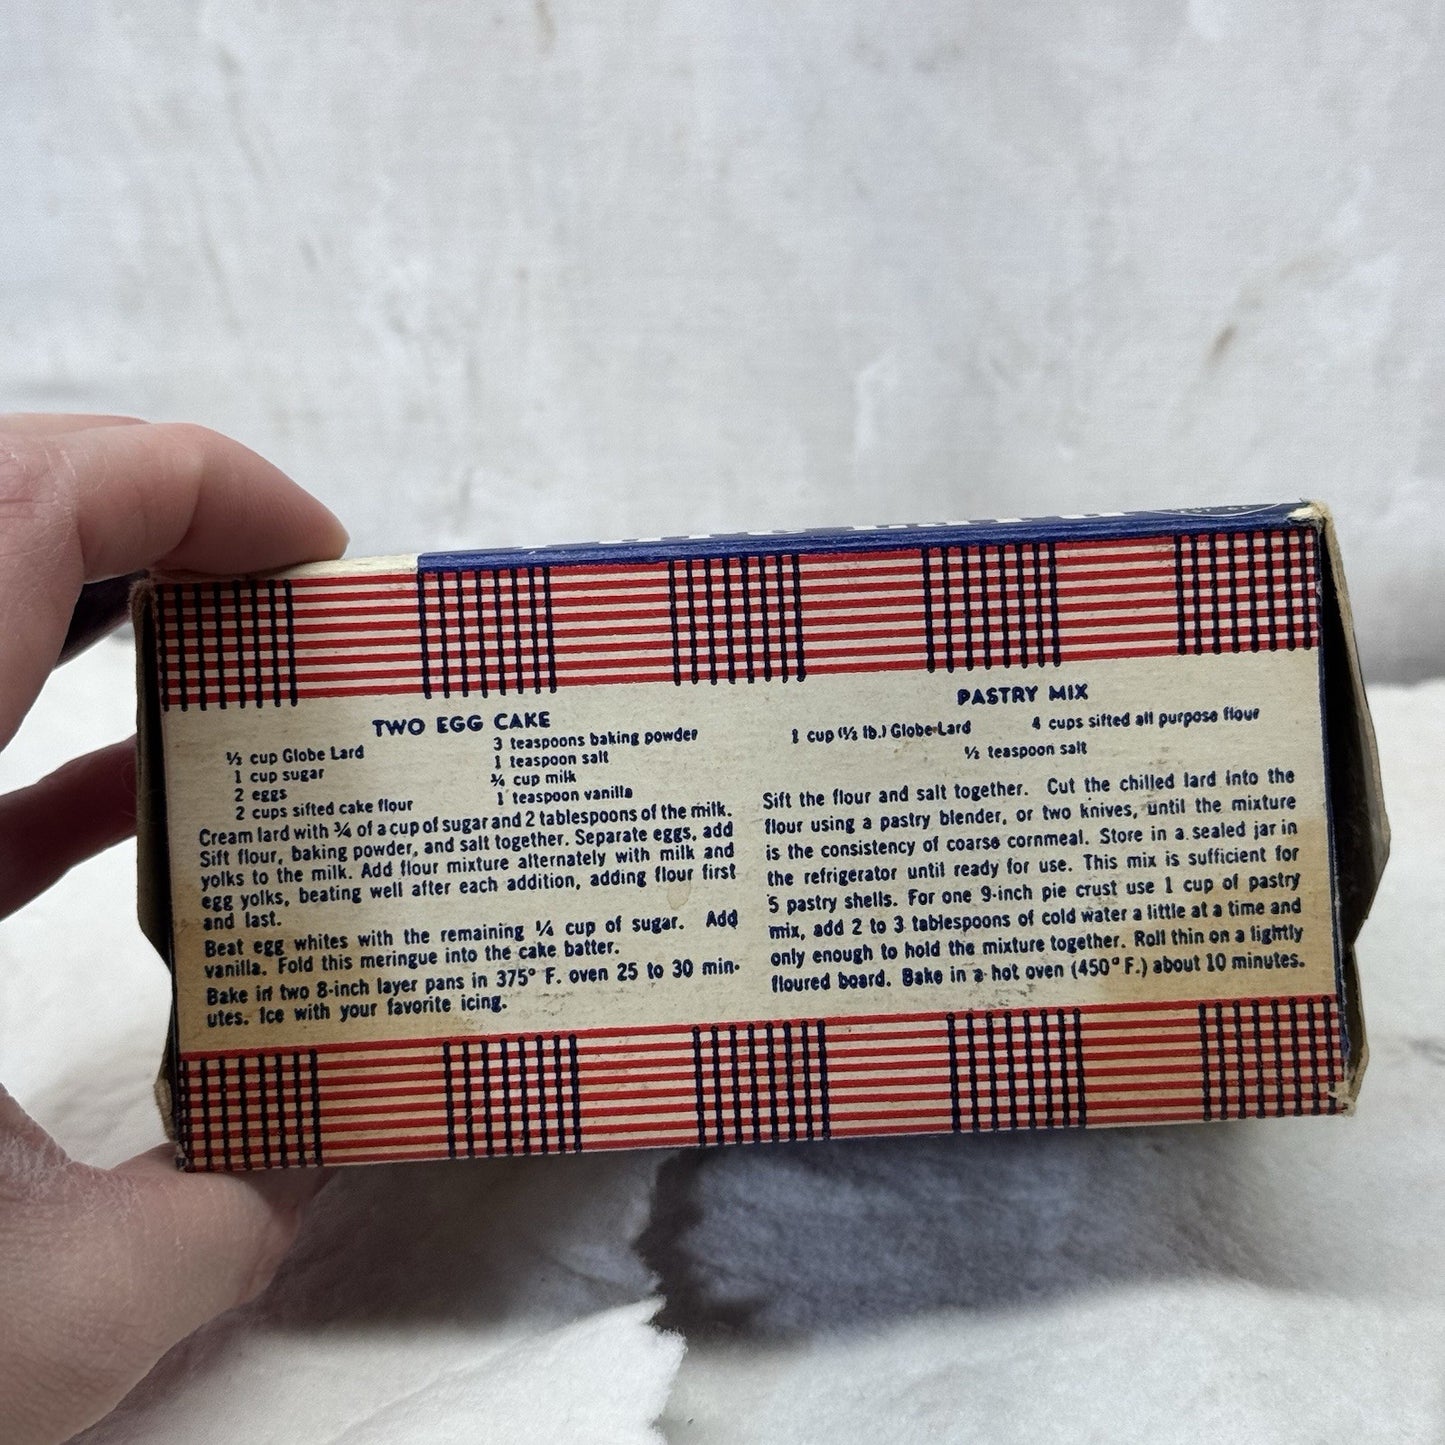 TWO EGG CAKE
½ cup Globe Lard
1 cup sugar
2 eggs
2 cups sifted cake flour
3 teaspoons baking powder
1 teaspoon salt
¾ cup milk
1 teaspoon vanilla
Cream lard with ¾ of a cup of sugar and 2 tablespoons of the milk.
Sift flour, baking powder, and salt together. Separate eggs, add
yolks to the milk. Add flour mixture alternately with milk and
egg yolks, beating well after each addition, adding flour first
and last.
Beat egg whites with the remaining ¼ cup of sugar. Add
vanilla. Fold this meringue into the cake batter.
Bake in two 8-inch layer pans in 375° F. oven 25 to 30 min-
utes. Ice with your favorite icing.
PASTRY MIX
1 cup (½ lb.) Globe Lard
4 cups sifted all purpose flour
½ teaspoon salt
Sift the flour and salt together. Cut the chilled lard into the
flour using a pastry blender, or two knives, until the mixture
is the consistency of coarse cornmeal. Store in a sealed jar in
the refrigerator until ready for use. This mix is sufficient for
5 pastry shells. For one 9-inch pie crust use 1 cup of pastry
mix, add 2 to 3 tablespoons of cold water a little at a time and
only enough to hold the mixture together. Roll thin on a lightly
floured board. Bake in a hot oven (450° F.) about 10 minutes.